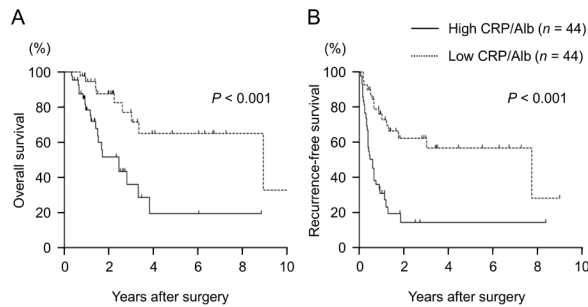 A
(%)
100
80
60
40
20
0
Overall survival
P < 0.001
0 2 4 6 8 10
Years after surgery
B
High CRP/Alb (n = 44)
Low CRP/Alb (n = 44)
(%)
100
80
60
40
20
0
Recurrence-free survival
P < 0.001
0 2 4 6 8 10
Years after surgery